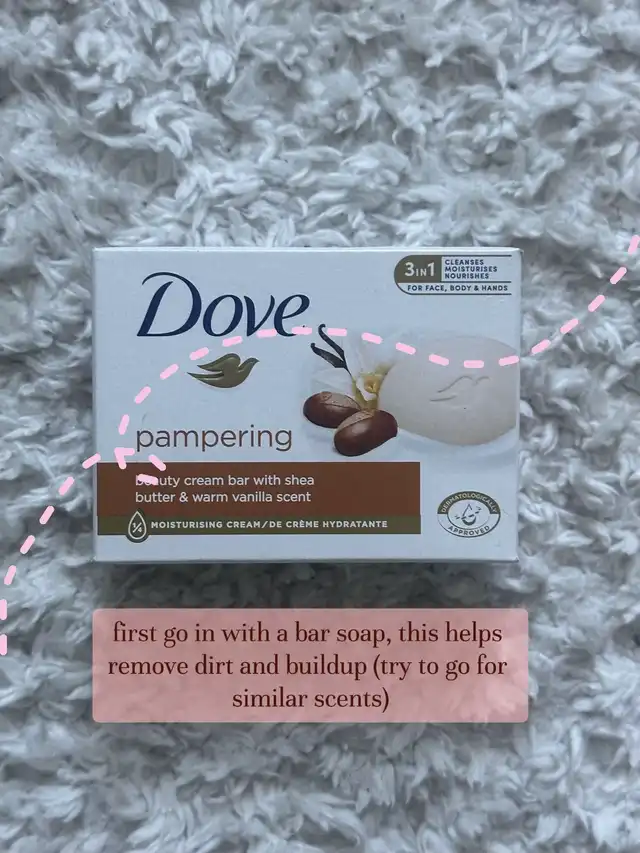 3 IN 1
CLEANSES
MOISTURISES
NOURISHES
FOR FACE, BODY & HANDS
Dove
pampering
beauty cream bar with shea
butter & warm vanilla scent
1/4 MOISTURISING CREAM/DE CRÈME HYDRATANTE
DERMATOLOGICALLY
APPROVED
first go in with a bar soap, this helps
remove dirt and buildup (try to go for
similar scents)